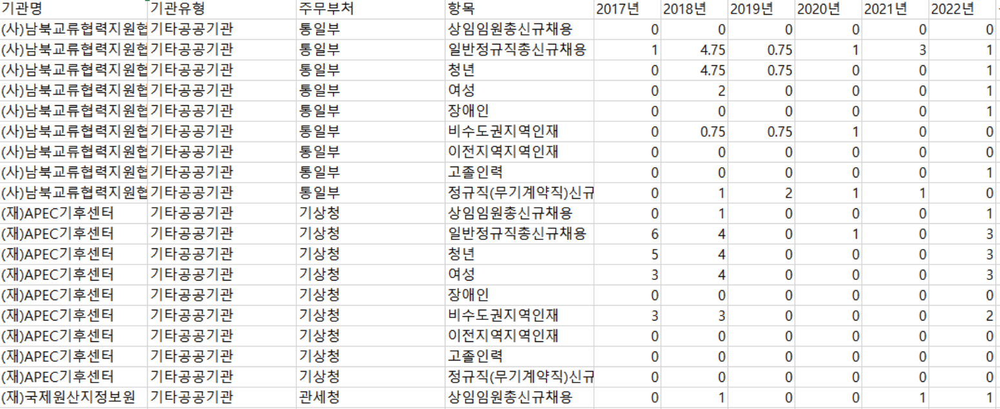 기관명 기관유형 주무부처 항목 2017년 2018년 2019년 2020년 2021년 2022년
(사)남북교류협력지원협 기타공공기관 통일부 상임임원총신규채용 0 0 0 0 0 0
(사)남북교류협력지원협 기타공공기관 통일부 일반정규직총신규채용 1 4.75 0.75 1 3 1
(사)남북교류협력지원협 기타공공기관 통일부 청년 0 4.75 0.75 0 0 1
(사)남북교류협력지원협 기타공공기관 통일부 여성 0 2 0 0 0 1
(사)남북교류협력지원협 기타공공기관 통일부 장애인 0 0 0 0 0 1
(사)남북교류협력지원협 기타공공기관 통일부 비수도권지역인재 0 0.75 0.75 1 0 0
(사)남북교류협력지원협 기타공공기관 통일부 이전지역지역인재 0 0 0 0 0 0
(사)남북교류협력지원협 기타공공기관 통일부 고졸인력 0 0 0 0 0 1
(사)남북교류협력지원협 기타공공기관 통일부 정규직(무기계약직)신규 0 1 2 1 1 0
(재)APEC기후센터 기타공공기관 기상청 상임임원총신규채용 0 1 0 0 0 1
(재)APEC기후센터 기타공공기관 기상청 일반정규직총신규채용 6 4 0 1 0 3
(재)APEC기후센터 기타공공기관 기상청 청년 5 4 0 0 0 3
(재)APEC기후센터 기타공공기관 기상청 여성 3 4 0 0 0 3
(재)APEC기후센터 기타공공기관 기상청 장애인 0 0 0 0 0 0
(재)APEC기후센터 기타공공기관 기상청 비수도권지역인재 3 3 0 0 0 2
(재)APEC기후센터 기타공공기관 기상청 이전지역지역인재 0 0 0 0 0 0
(재)APEC기후센터 기타공공기관 기상청 고졸인력 0 0 0 0 0 0
(재)APEC기후센터 기타공공기관 기상청 정규직(무기계약직)신규 0 0 0 0 0 0
(재)국제원산지정보원 기타공공기관 관세청 상임임원총신규채용 0 1 0 0 1 1